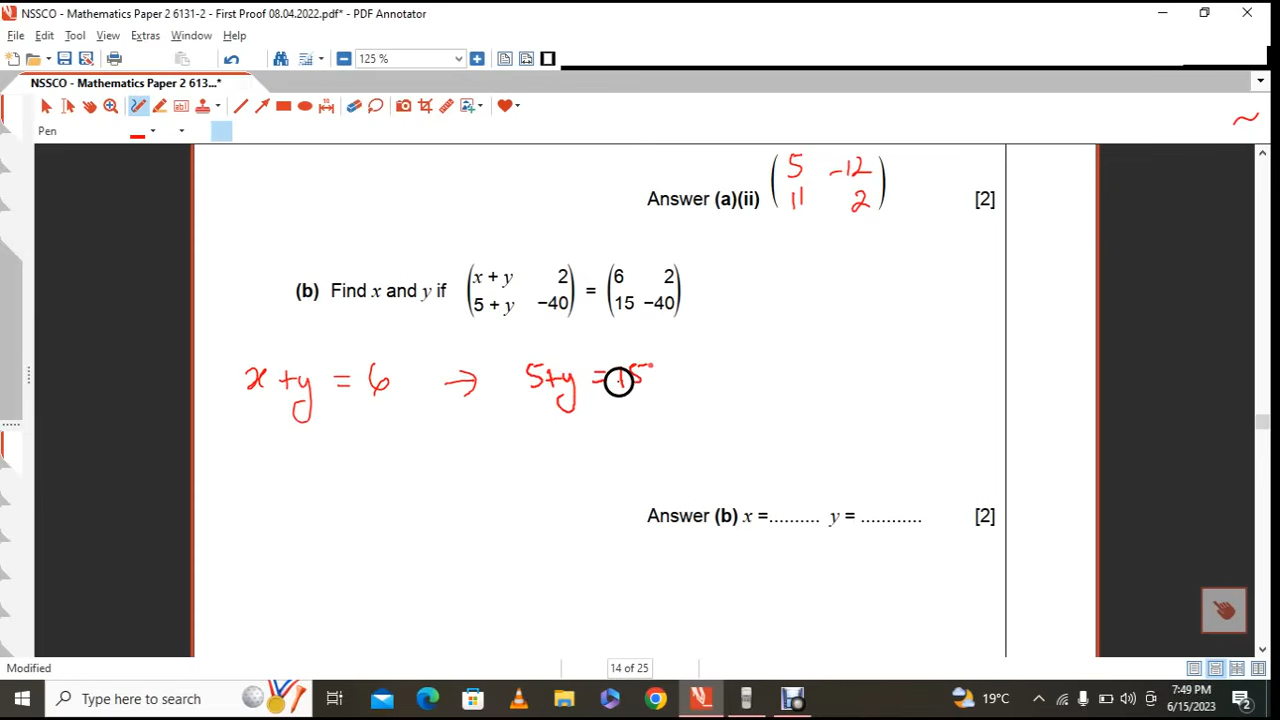 NSSCO - Mathematics Paper 2 6131-2 - First Proof 08.04.2022.pdf* - PDF Annotator
File Edit Tool View Extras Window Help
125 %
NSSCO - Mathematics Paper 2 613...*
Pen
Answer (a)(ii) (5 -12 [2]
11 2)
(b) Find x and y if (x + y 2 = (6 2
5 + y −40) 15 −40)
x + y = 6 → 5+y = 15
Answer (b) x =.......... y = ............ [2]
Modified 14 of 25
Type here to search 19°C 7:49 PM
6/15/2023 2